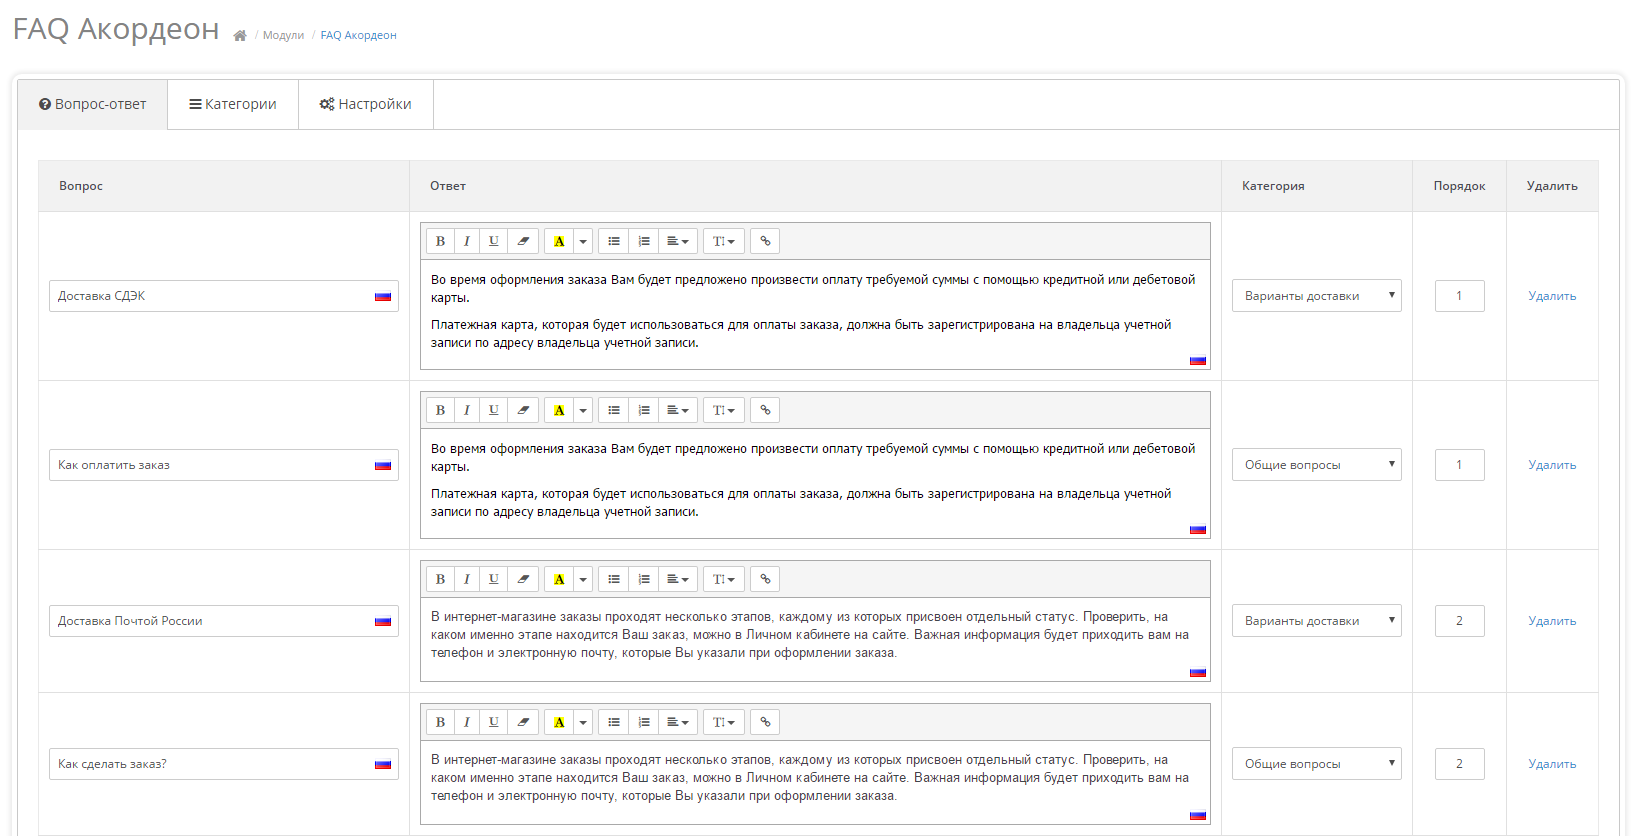 FAQ Акордеон / Модули / FAQ Акордеон
Вопрос-ответ Категории Настройки
Вопрос Ответ Категория Порядок Удалить
B I U A T
Во время оформления заказа Вам будет предложено произвести оплату требуемой суммы с помощью кредитной или дебетовой
карты.
Доставка СДЭК Варианты доставки 1 Удалить
Платежная карта, которая будет использоваться для оплаты заказа, должна быть зарегистрирована на владельца учетной
записи по адресу владельца учетной записи.
B I U A T
Во время оформления заказа Вам будет предложено произвести оплату требуемой суммы с помощью кредитной или дебетовой
карты.
Как оплатить заказ Общие вопросы 1 Удалить
Платежная карта, которая будет использоваться для оплаты заказа, должна быть зарегистрирована на владельца учетной
записи по адресу владельца учетной записи.
B I U A T
В интернет-магазине заказы проходят несколько этапов, каждому из которых присвоен отдельный статус. Проверить, на
Доставка Почтой России Варианты доставки 2 Удалить
каком именно этапе находится Ваш заказ, можно в Личном кабинете на сайте. Важная информация будет приходить вам на
телефон и электронную почту, которые Вы указали при оформлении заказа.
B I U A T
В интернет-магазине заказы проходят несколько этапов, каждому из которых присвоен отдельный статус. Проверить, на
Как сделать заказ? Общие вопросы 2 Удалить
каком именно этапе находится Ваш заказ, можно в Личном кабинете на сайте. Важная информация будет приходить вам на
телефон и электронную почту, которые Вы указали при оформлении заказа.